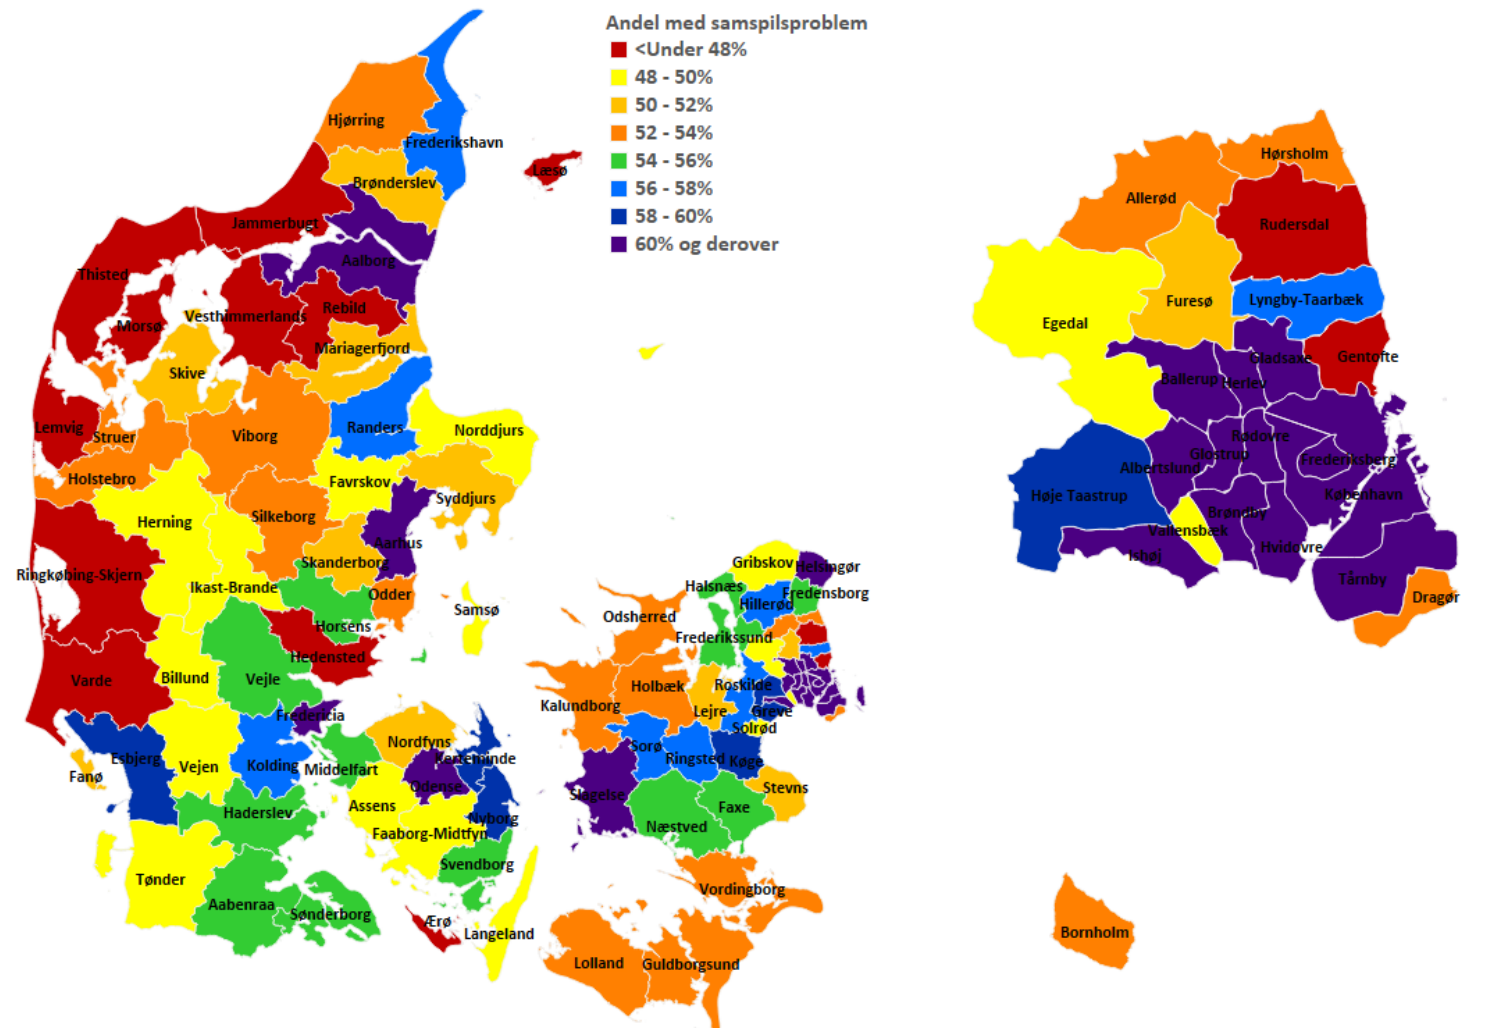 Andel med samspilsproblem
<Under 48%
48 - 50%
50 - 52%
52 - 54%
54 - 56%
56 - 58%
58 - 60%
60% og derover
Hjørring
Frederikshavn
Brønderslev
Læsø
Jammerbugt
Aalborg
Thisted
Vesthimmerlands
Rebild
Morsø
Mariagerfjord
Skive
Lemvig
Struer
Viborg
Randers
Norddjurs
Holstebro
Favrskov
Syddjurs
Herning
Silkeborg
Aarhus
Skanderborg
Ringkøbing-Skjern
Ikast-Brande
Odder
Samsø
Horsens
Hedensted
Varde
Billund
Vejle
Fredericia
Esbjerg
Fanø
Vejen
Kolding
Middelfart
Nordfyns
Kerteminde
Odense
Haderslev
Assens
Nyborg
Faaborg-Midtfyn
Svendborg
Tønder
Aabenraa
Sønderborg
Ærø
Langeland
Gribskov
Helsingør
Halsnæs
Fredensborg
Hillerød
Odsherred
Frederikssund
Roskilde
Holbæk
Kalundborg
Lejre
Greve
Solrød
Sorø
Ringsted
Køge
Slagelse
Stevns
Faxe
Næstved
Vordingborg
Lolland
Guldborgsund
Hørsholm
Allerød
Rudersdal
Furesø
Lyngby-Taarbæk
Egedal
Gladsaxe
Gentofte
Ballerup
Herlev
Rødovre
Glostrup
Frederiksberg
Albertslund
Høje Taastrup
København
Brøndby
Vallensbæk
Hvidovre
Ishøj
Tårnby
Dragør
Bornholm